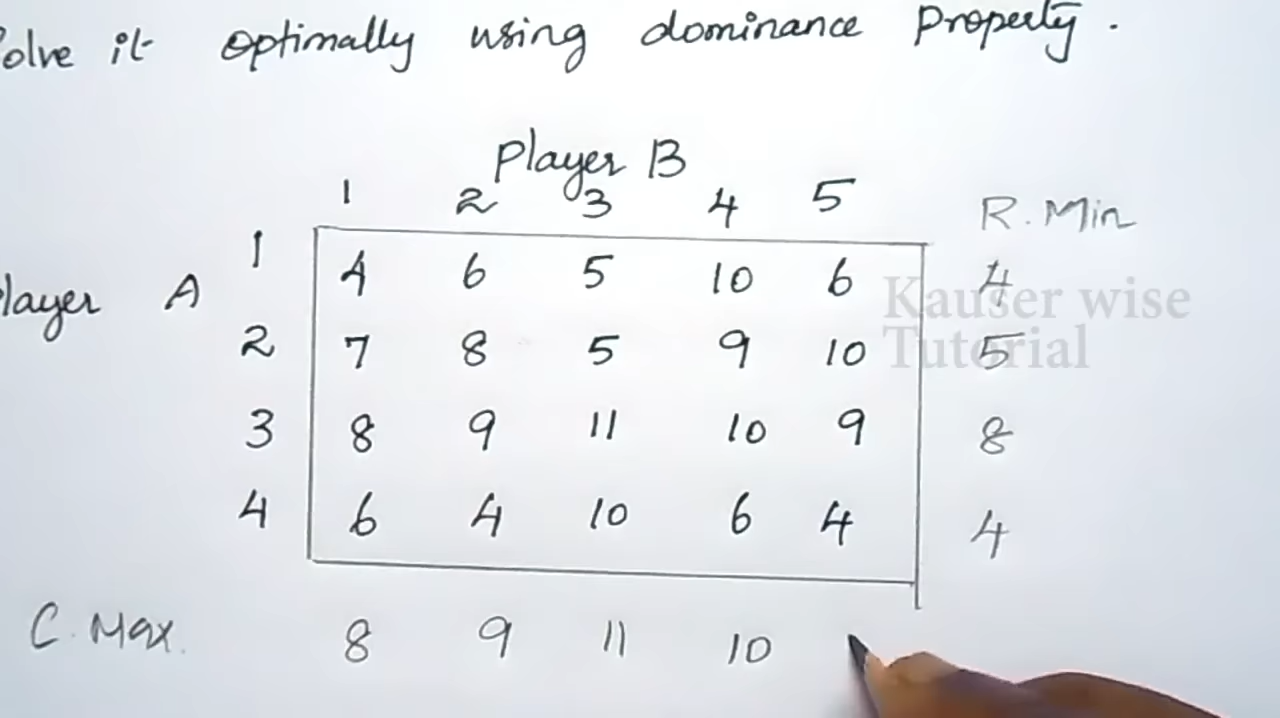 olve it optimally using dominance property.
Player B
1 2 3 4 5 R. Min
1 4 6 5 10 6 4
layer A
2 7 8 5 9 10 5
3 8 9 11 10 9 8
4 6 4 10 6 4 4
C. Max. 8 9 11 10
Kauser wise
Tutorial